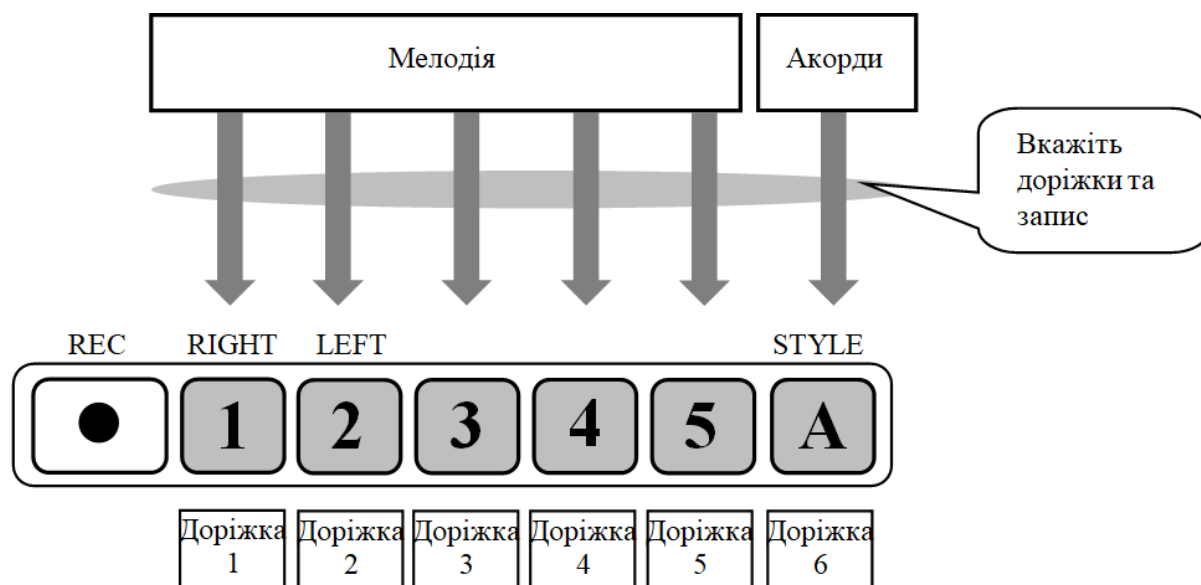 Мелодія
Акорди
Вкажіть
доріжки та
запис
REC RIGHT LEFT STYLE
1 2 3 4 5 A
Доріжка Доріжка Доріжка Доріжка Доріжка Доріжка
1 2 3 4 5 6